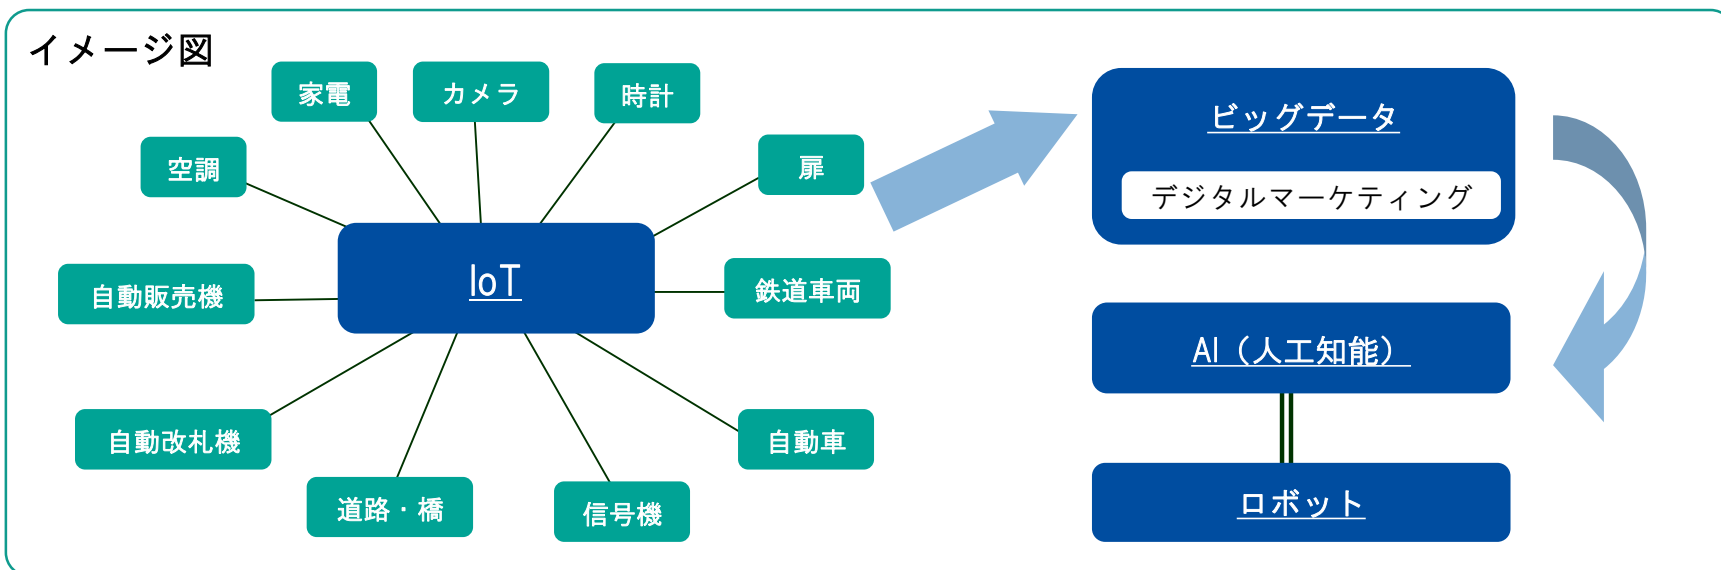 イメージ図
家電
カメラ
時計
空調
扉
IoT
自動販売機
鉄道車両
自動改札機
自動車
道路・橋
信号機
ビッグデータ
デジタルマーケティング
AI（人工知能）
ロボット